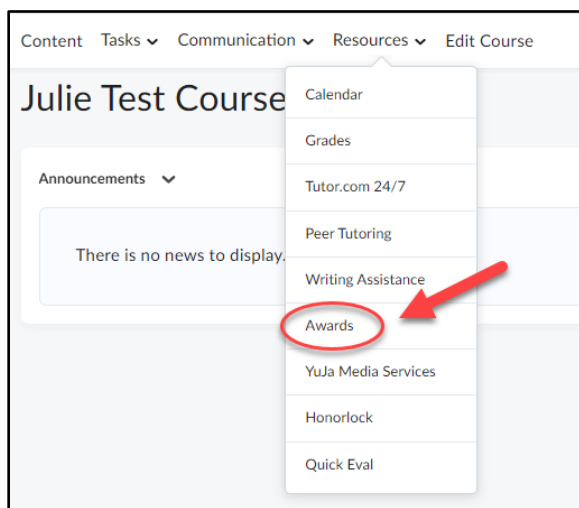 Content Tasks Communication Resources Edit Course
Julie Test Course
Calendar
Grades
Announcements
Tutor.com 24/7
Peer Tutoring
There is no news to display.
Writing Assistance
Awards
YuJa Media Services
Honorlock
Quick Eval